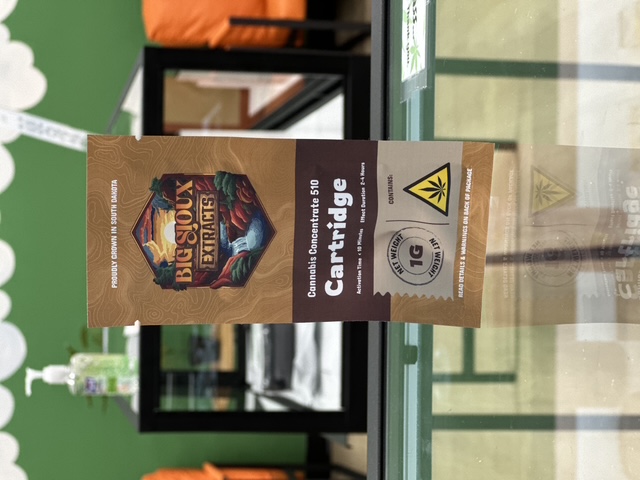 PROUDLY GROWN IN SOUTH DAKOTA
BIG SIOUX
EXTRACTS
Cannabis Concentrate 510
Cartridge
Activation Time < 10 Minutes Effect Duration 2-4 Hours
CONTAINS:
NET WEIGHT
1G
NET WEIGHT
READ DETAILS & WARNINGS ON BACK OF PACKAGE